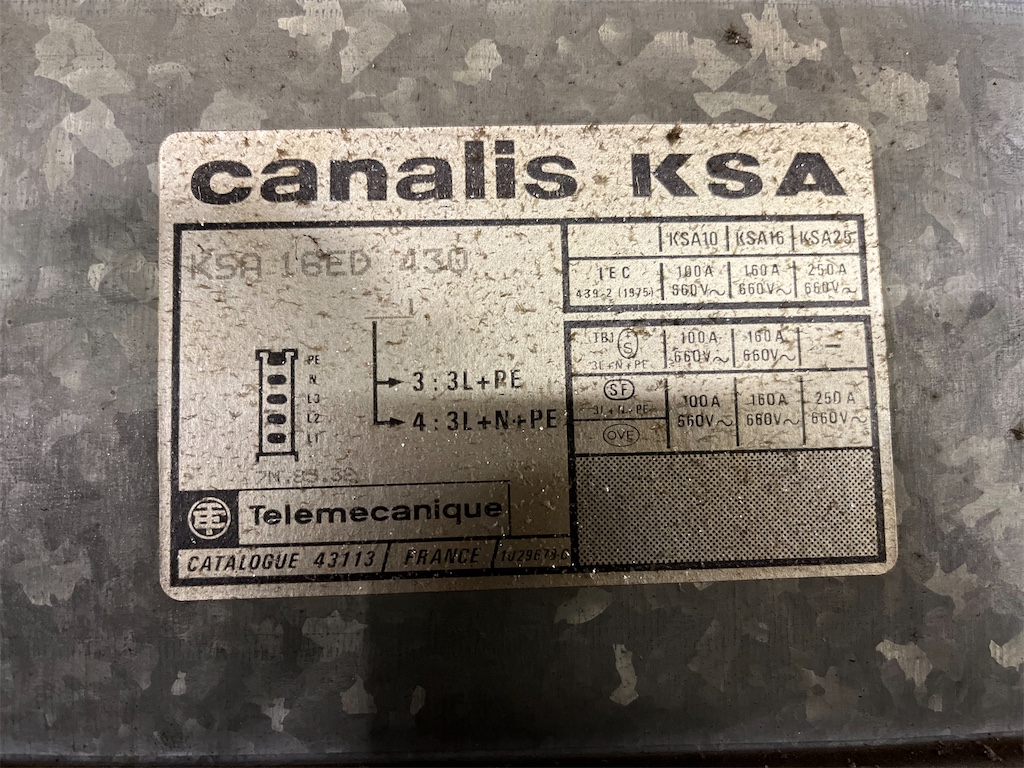 canalis KSA
KSA 16ED 430
3 : 3L+PE
4 : 3L+N+PE
PE
N
L3
L2
L1
Telemecanique
CATALOGUE 43113 FRANCE
KSA10 KSA16 KSA25
IEC 100A 160A 250A
439-2 (1975) 660V~ 660V~ 660V~
100A 160A –
3L+N+PE 660V~ 660V~
SF 100A 160A 250A
3L+N+PE 660V~ 660V~ 660V~
OVE